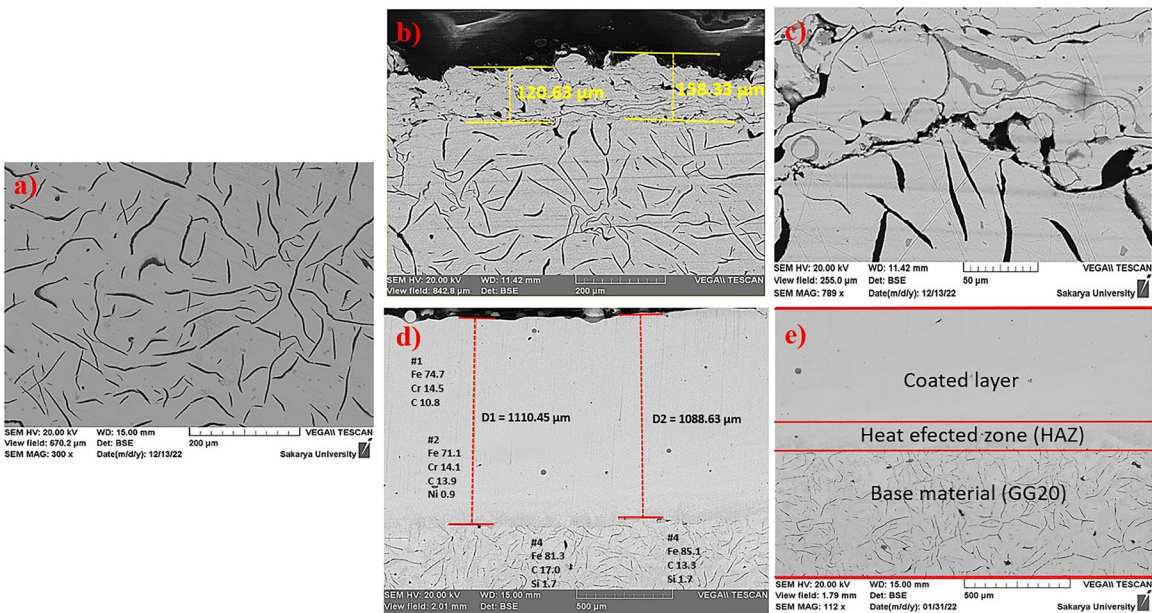 a)
SEM HV: 20.00 kV WD: 15.00 mm VEGA\\ TESCAN
View field: 670.2 µm Det: BSE 200 µm
SEM MAG: 300 x Date(m/d/y): 12/13/22 Sakarya University
b)
120.63 µm
158.33 µm
SEM HV: 20.00 kV WD: 11.42 mm VEGA\\ TESCAN
View field: 842.8 µm Det: BSE 200 µm
c)
SEM HV: 20.00 kV WD: 11.42 mm VEGA\\ TESCAN
View field: 255.0 µm Det: BSE 50 µm
SEM MAG: 789 x Date(m/d/y): 12/13/22 Sakarya University
d)
#1
Fe 74.7
Cr 14.5
C 10.8
#2
Fe 71.1
Cr 14.1
C 13.9
Ni 0.9
D1 = 1110.45 µm
D2 = 1088.63 µm
#4
Fe 81.3
C 17.0
Si 1.7
#4
Fe 85.1
C 13.3
Si 1.7
SEM HV: 20.00 kV WD: 15.00 mm VEGA\\ TESCAN
View field: 2.01 mm Det: BSE 500 µm
e)
Coated layer
Heat efected zone (HAZ)
Base material (GG20)
SEM HV: 20.00 kV WD: 15.00 mm VEGA\\ TESCAN
View field: 1.79 mm Det: BSE 500 µm
SEM MAG: 112 x Date(m/d/y): 01/31/22 Sakarya University